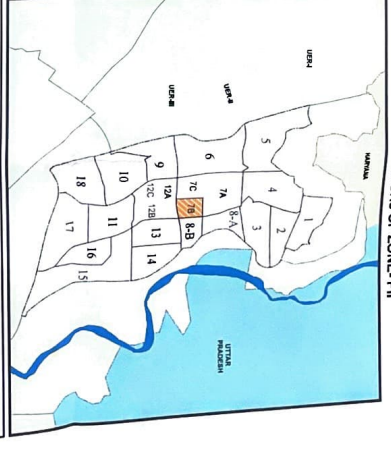 UER-I
UER-II
UER-III
HARYANA
UTTAR
PRADESH
1
2
3
4
5
6
7A
7B
7C
8-A
8-B
9
10
11
12A
12B
12C
13
14
15
16
17
18